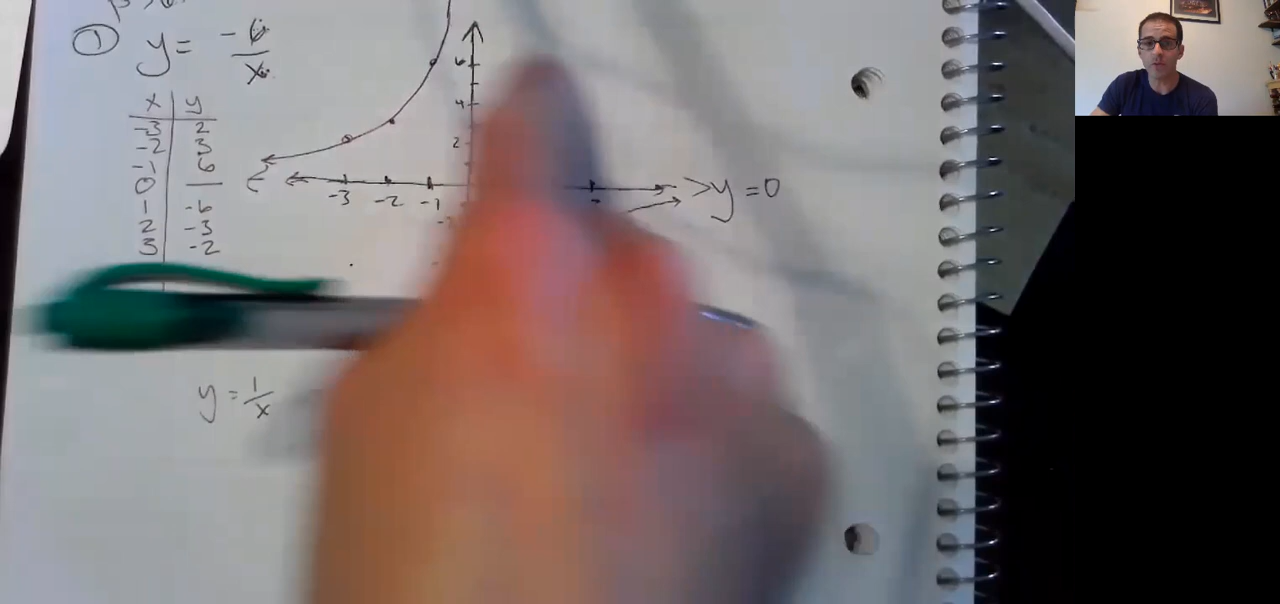 ① y = -6/x
x y
-3 2
-2 3
-1 6
0 —
1 -6
2 -3
3 -2
6
4
2
-3 -2 -1
y = 0
y = 1/x